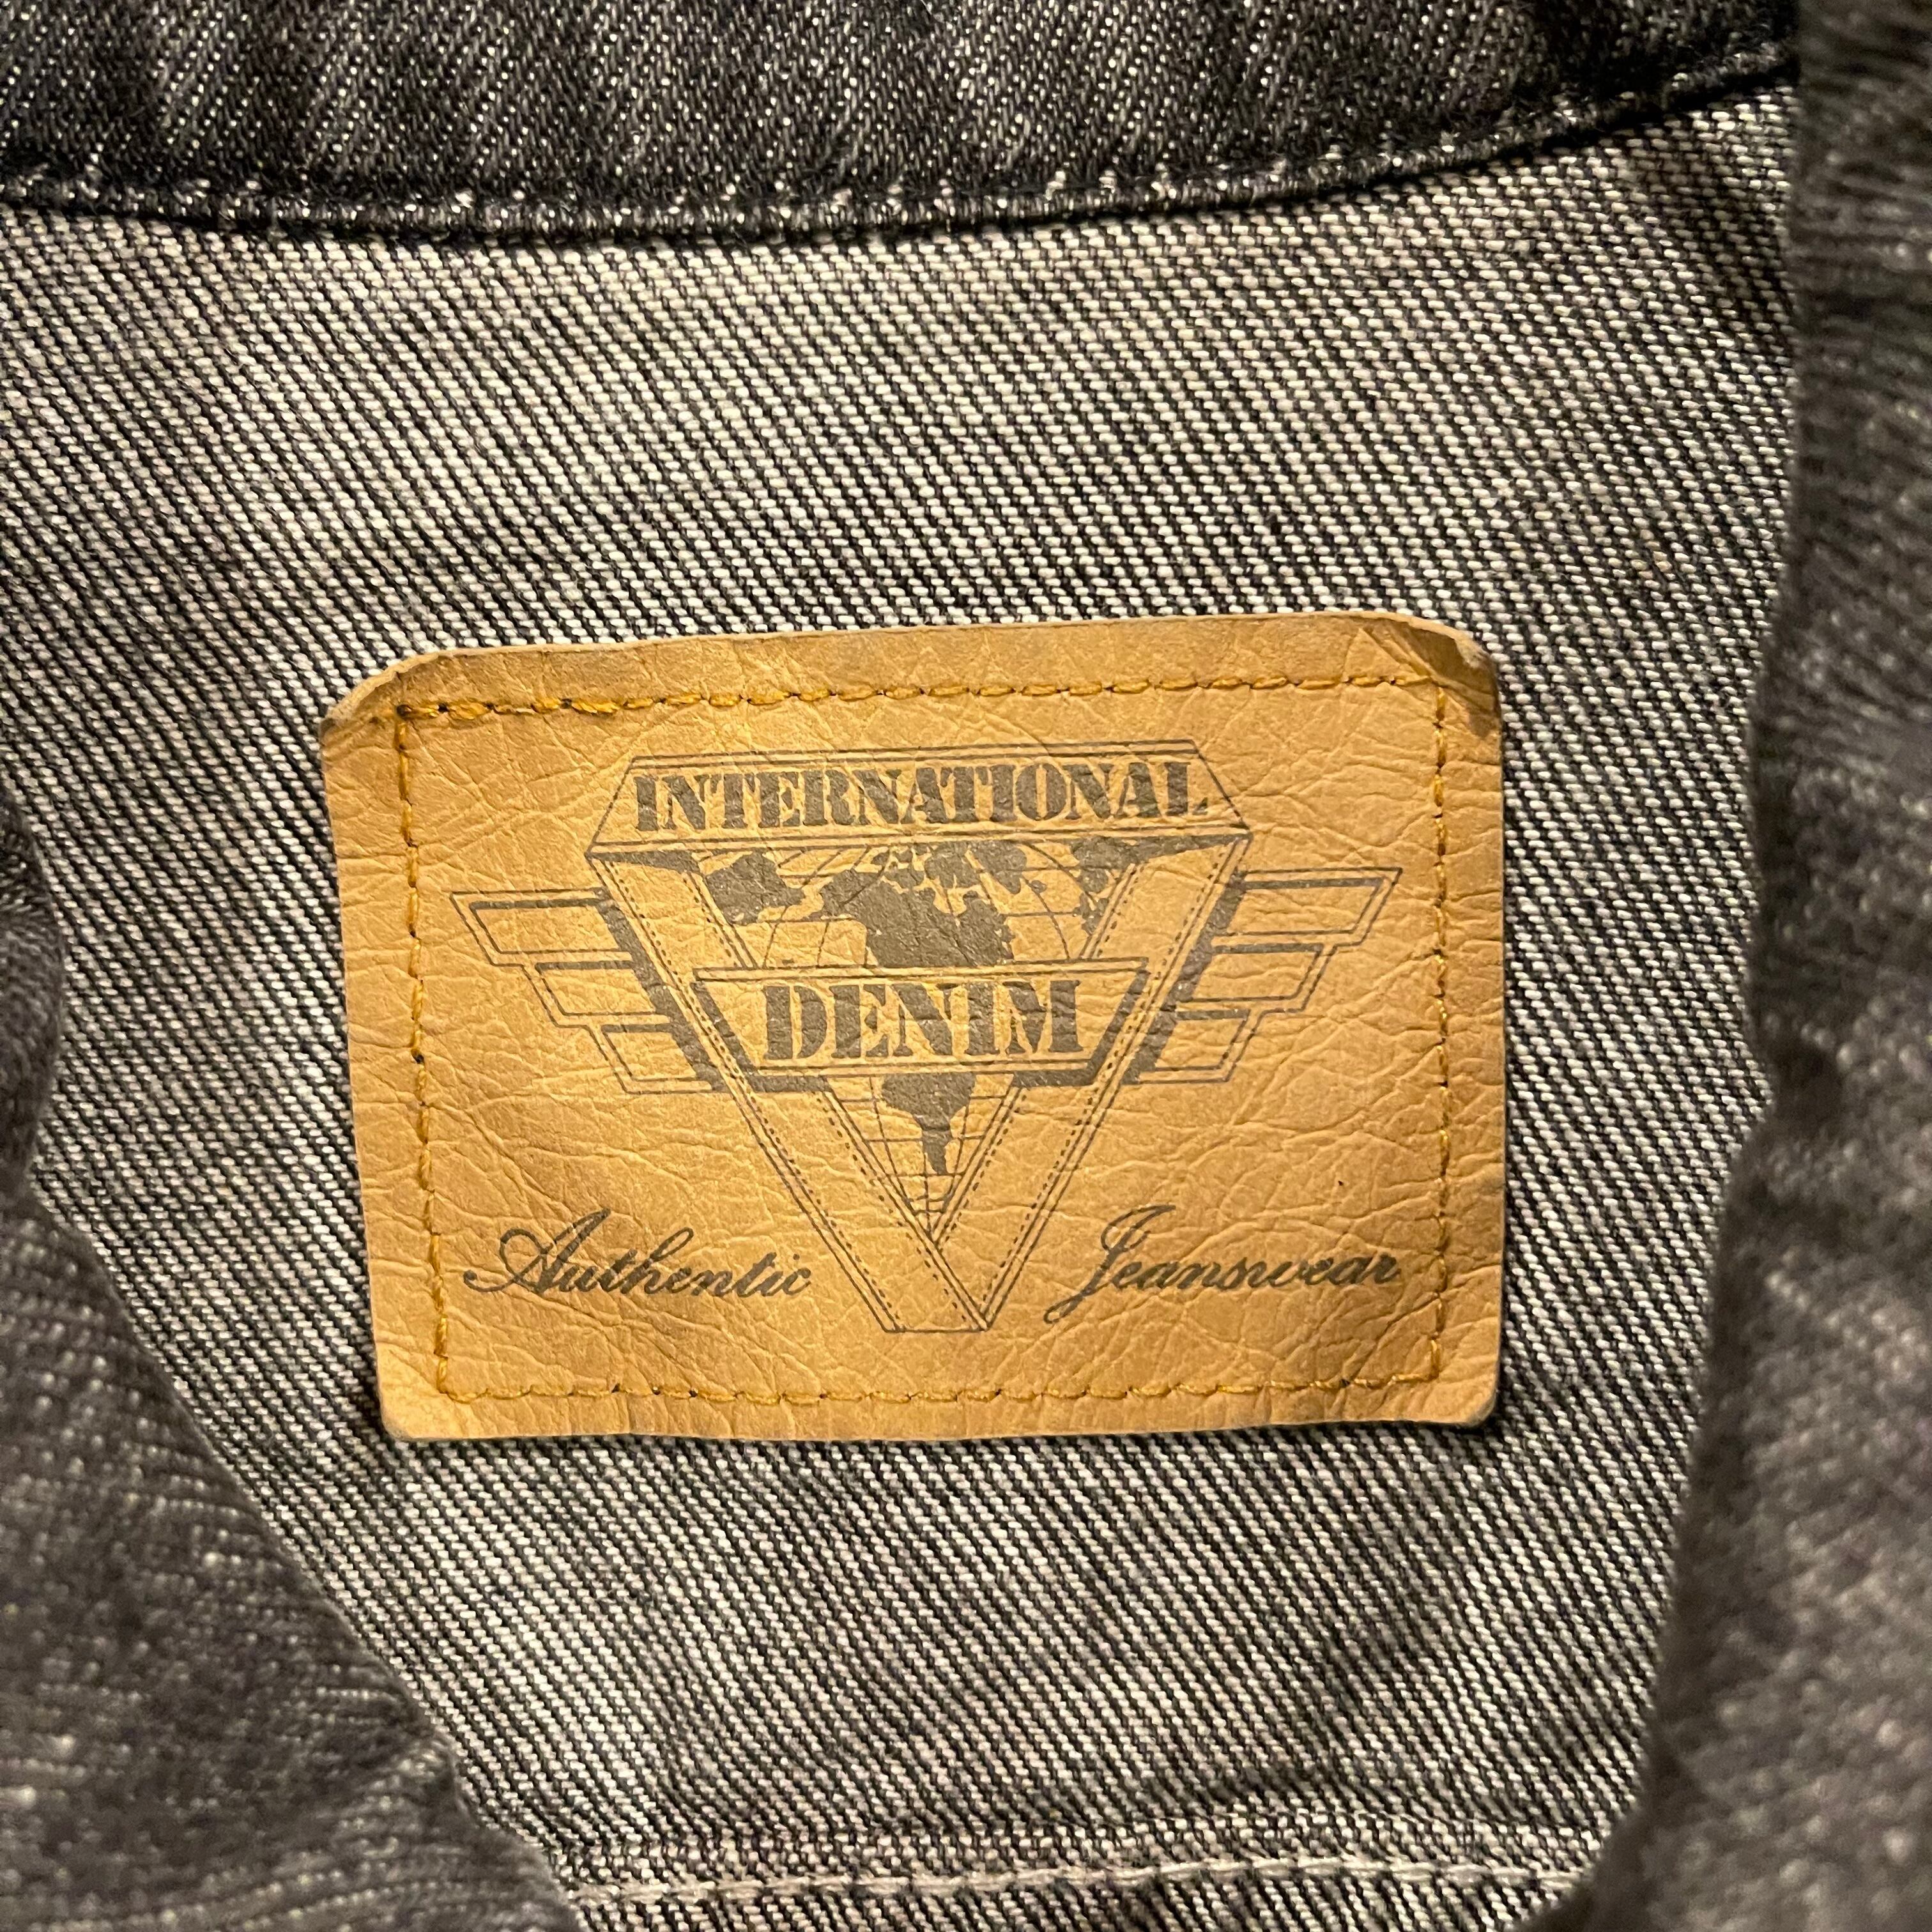 INTERNATIONAL
DENIM
Authentic Jeanswear